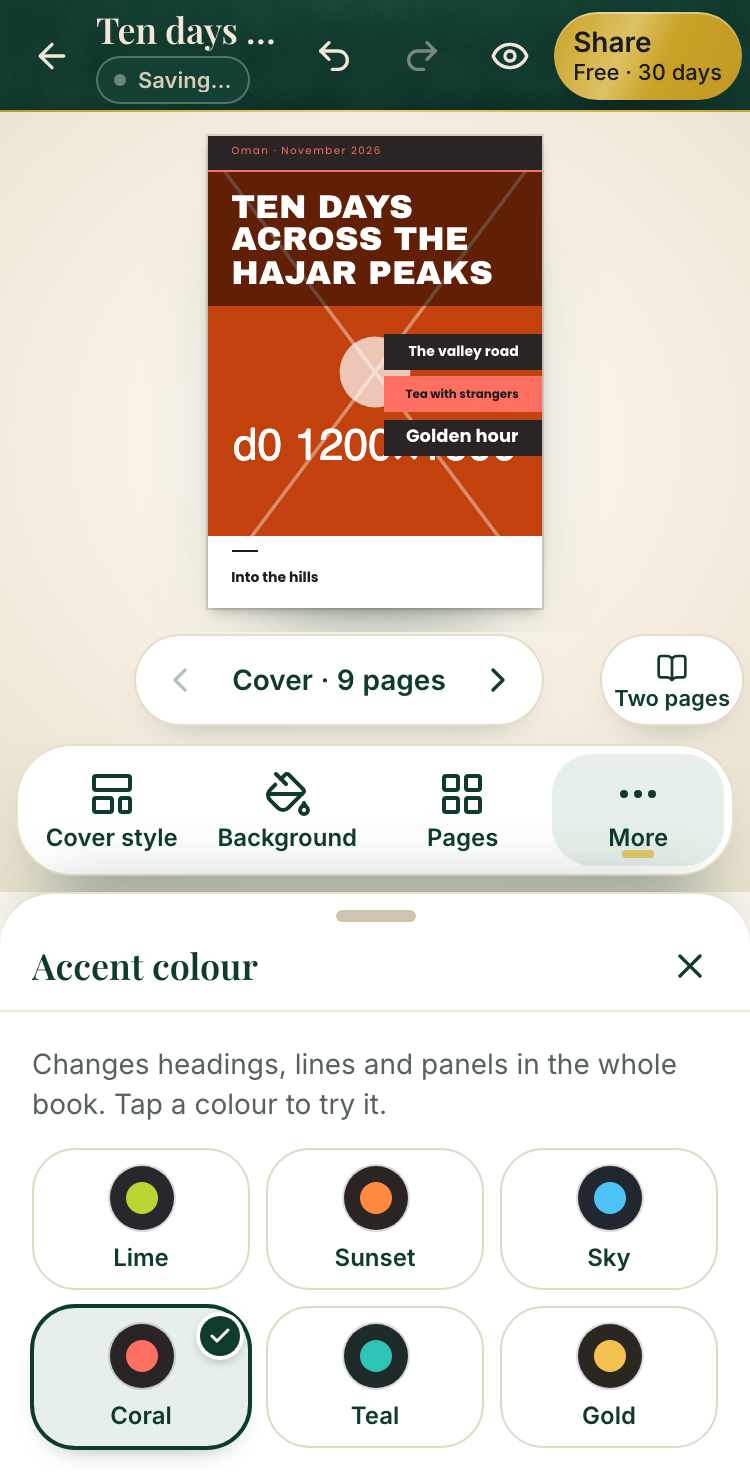 Ten days ...
Saving...
Share
Free · 30 days
Oman · November 2026
TEN DAYS
ACROSS THE
HAJAR PEAKS
The valley road
Tea with strangers
Golden hour
d0 1200
Into the hills
Cover · 9 pages
Two pages
Cover style
Background
Pages
More
Accent colour
Changes headings, lines and panels in the whole
book. Tap a colour to try it.
Lime
Sunset
Sky
Coral
Teal
Gold